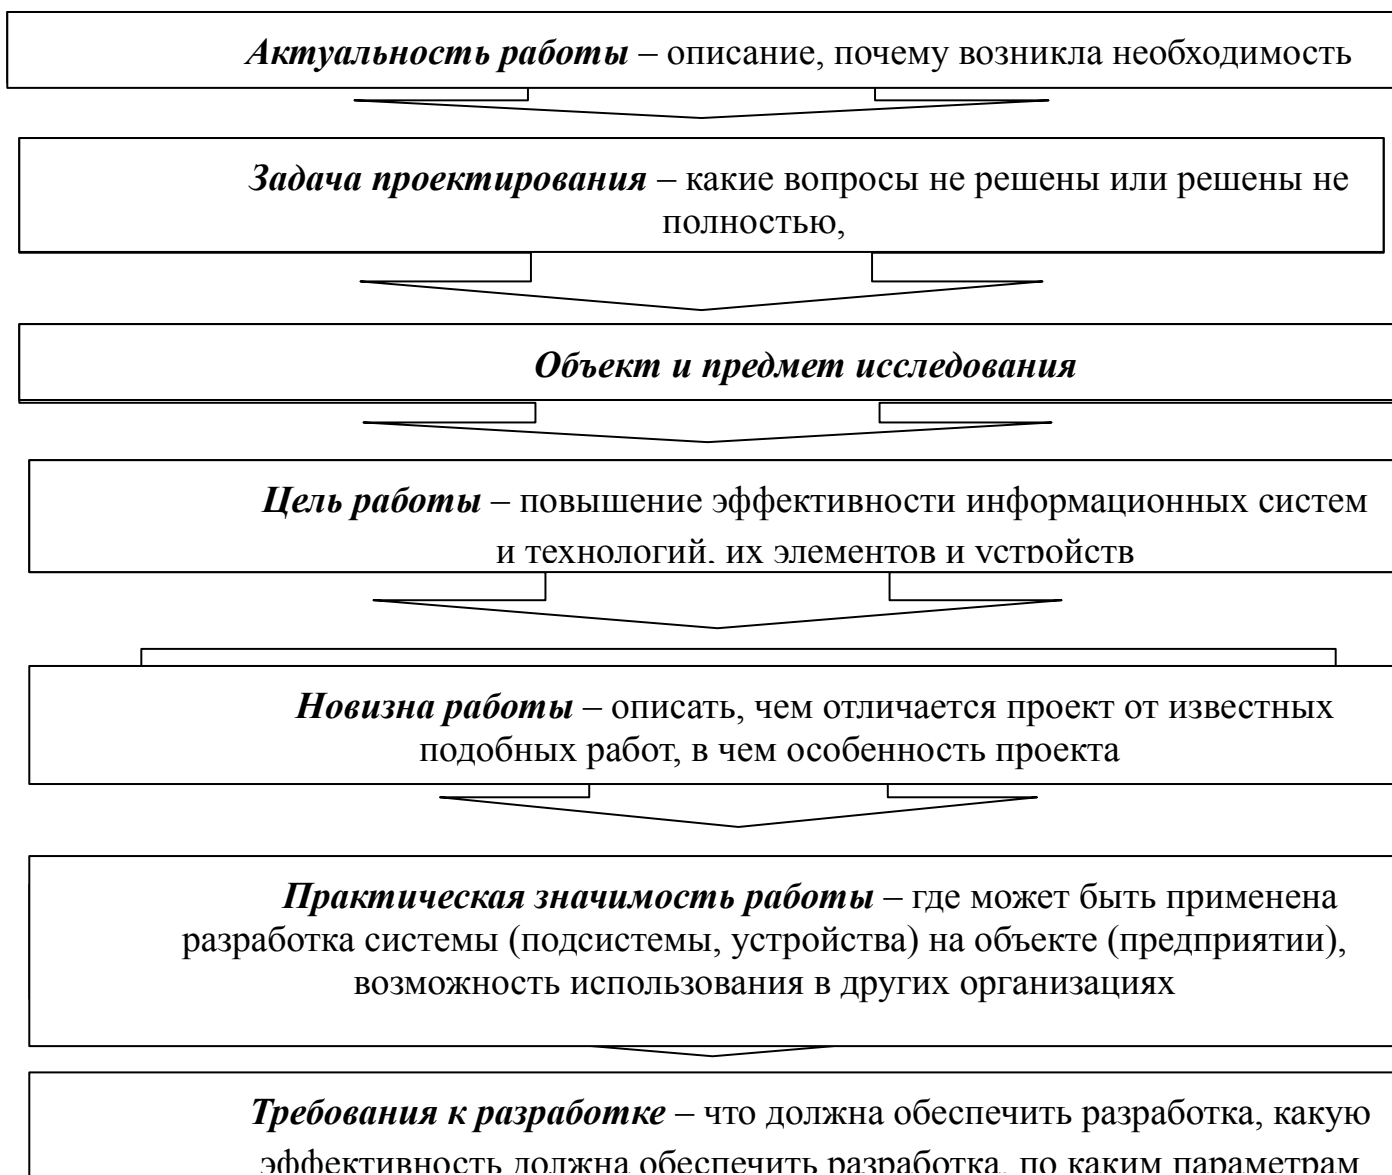 Актуальность работы – описание, почему возникла необходимость
Задача проектирования – какие вопросы не решены или решены не
полностью,
Объект и предмет исследования
Цель работы – повышение эффективности информационных систем
и технологий, их элементов и устройств
Новизна работы – описать, чем отличается проект от известных
подобных работ, в чем особенность проекта
Практическая значимость работы – где может быть применена
разработка системы (подсистемы, устройства) на объекте (предприятии),
возможность использования в других организациях
Требования к разработке – что должна обеспечить разработка, какую
эффективность должна обеспечить разработка, по каким параметрам